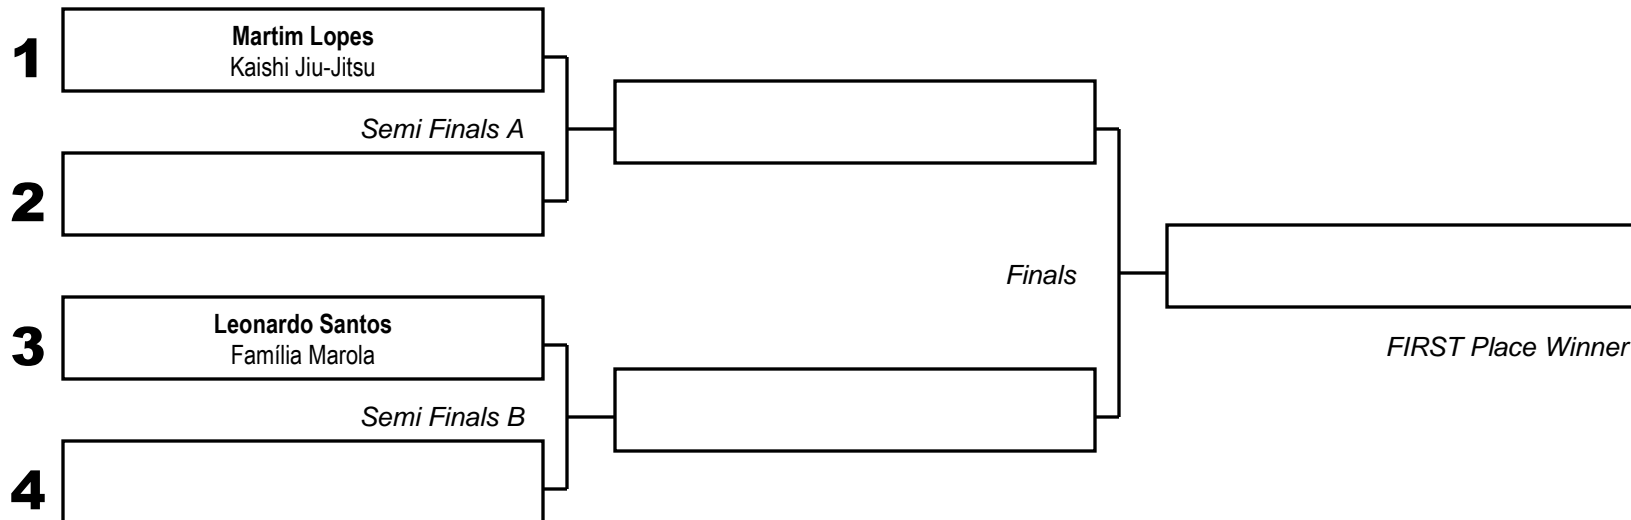 1
Martim Lopes
Kaishi Jiu-Jitsu
Semi Finals A
2
Finals
3
Leonardo Santos
Família Marola
FIRST Place Winner
Semi Finals B
4